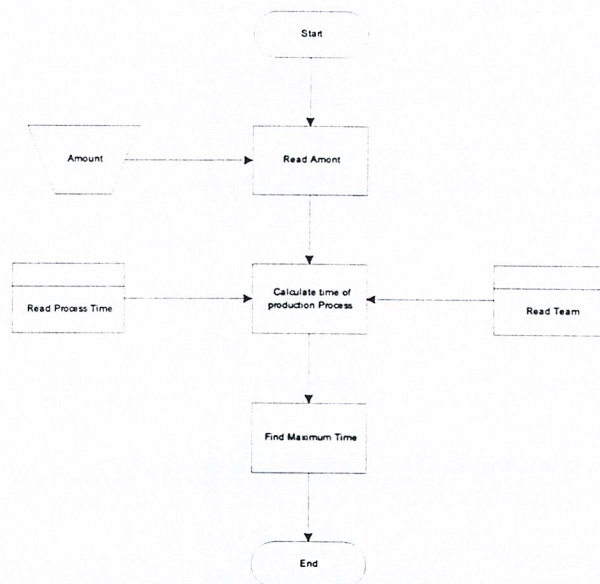 Start
Amount
Read Amont
Read Process Time
Calculate time of
production Process
Read Team
Find Maximum Time
End